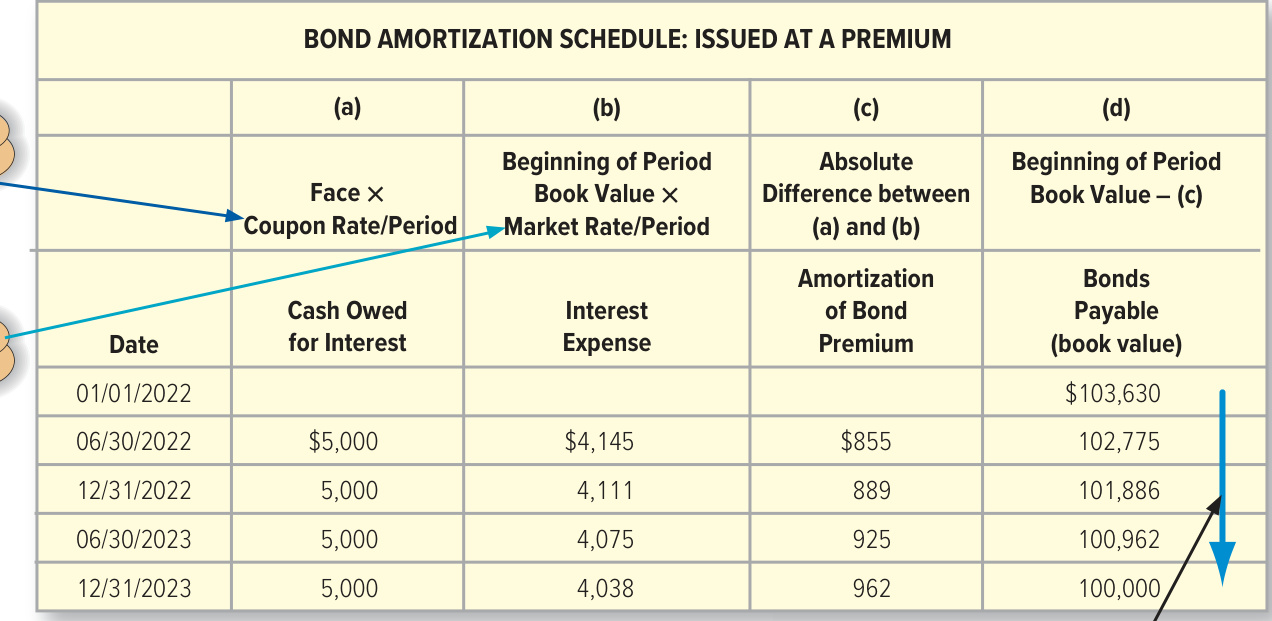 BOND AMORTIZATION SCHEDULE: ISSUED AT A PREMIUM
(a) (b) (c) (d)
Face ×
Coupon Rate/Period
Beginning of Period
Book Value ×
Market Rate/Period
Absolute
Difference between
(a) and (b)
Beginning of Period
Book Value – (c)
Date
Cash Owed
for Interest
Interest
Expense
Amortization
of Bond
Premium
Bonds
Payable
(book value)
01/01/2022 $103,630
06/30/2022 $5,000 $4,145 $855 102,775
12/31/2022 5,000 4,111 889 101,886
06/30/2023 5,000 4,075 925 100,962
12/31/2023 5,000 4,038 962 100,000